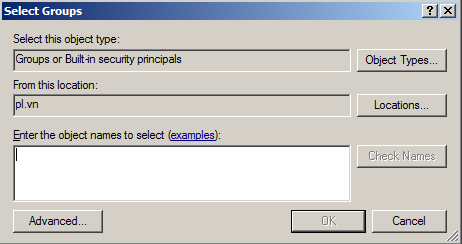 Select Groups
Select this object type:
Groups or Built-in security principals
Object Types...
From this location:
pl.vn
Locations...
Enter the object names to select (examples):
Check Names
Advanced...
OK
Cancel